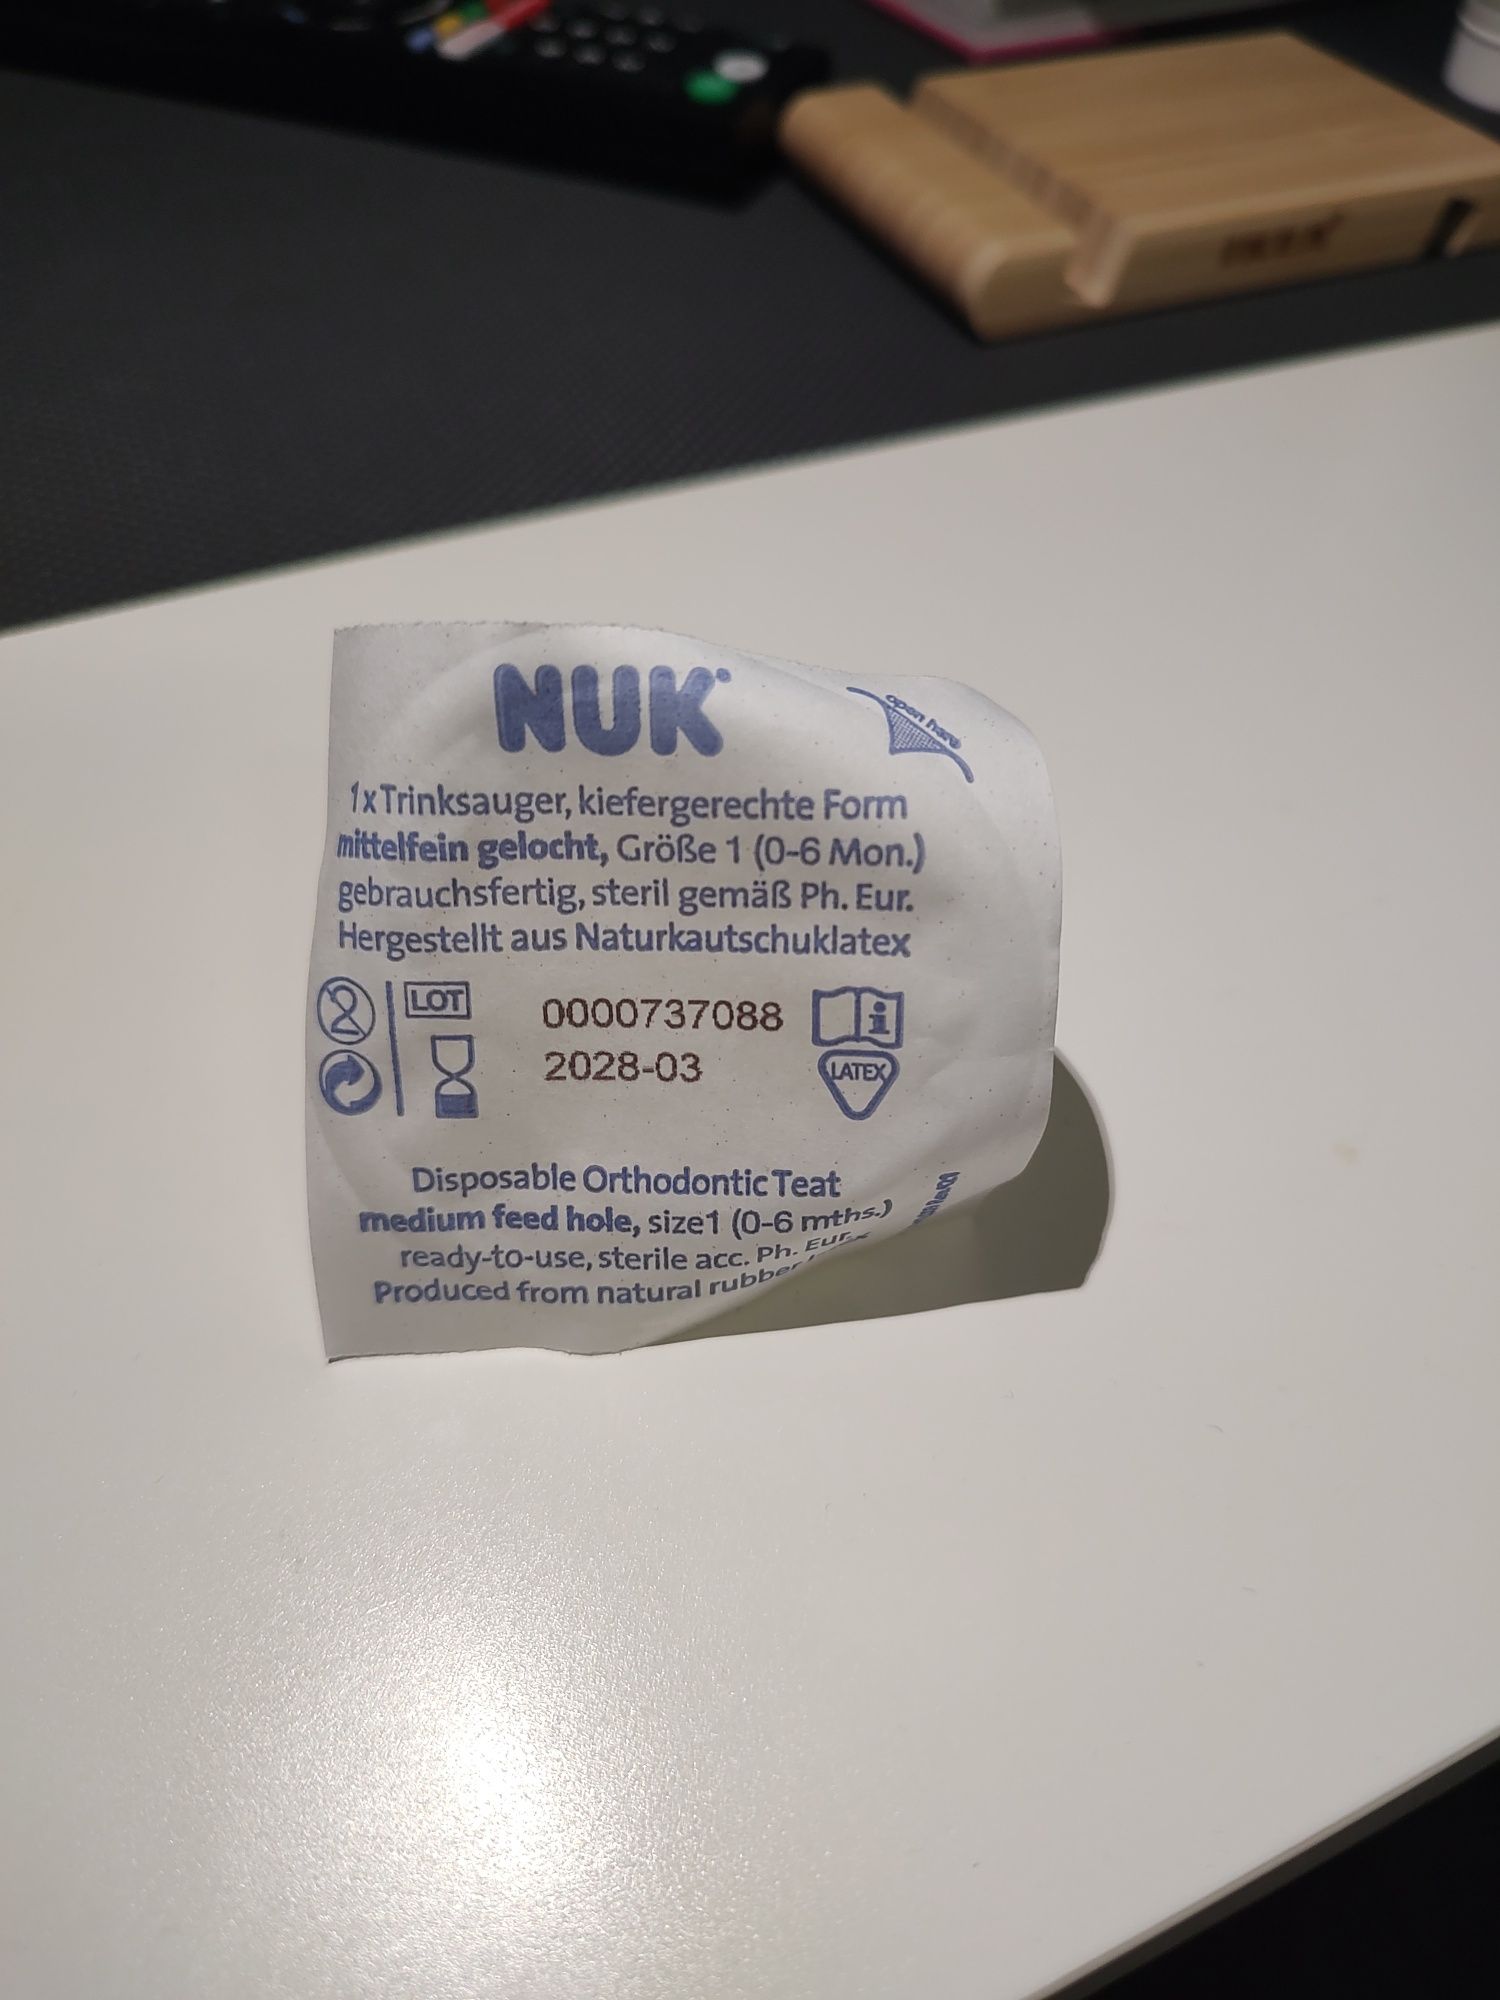 NUK
open here
1x Trinksauger, kiefergerechte Form
mittelfein gelocht, Größe 1 (0-6 Mon.)
gebrauchsfertig, steril gemäß Ph. Eur.
Hergestellt aus Naturkautschuklatex
2
LOT
0000737088
i
2028-03
LATEX
Disposable Orthodontic Teat
medium feed hole, size1 (0-6 mths.)
ready-to-use, sterile acc. Ph. Eur.
Produced from natural rubber
IKEA